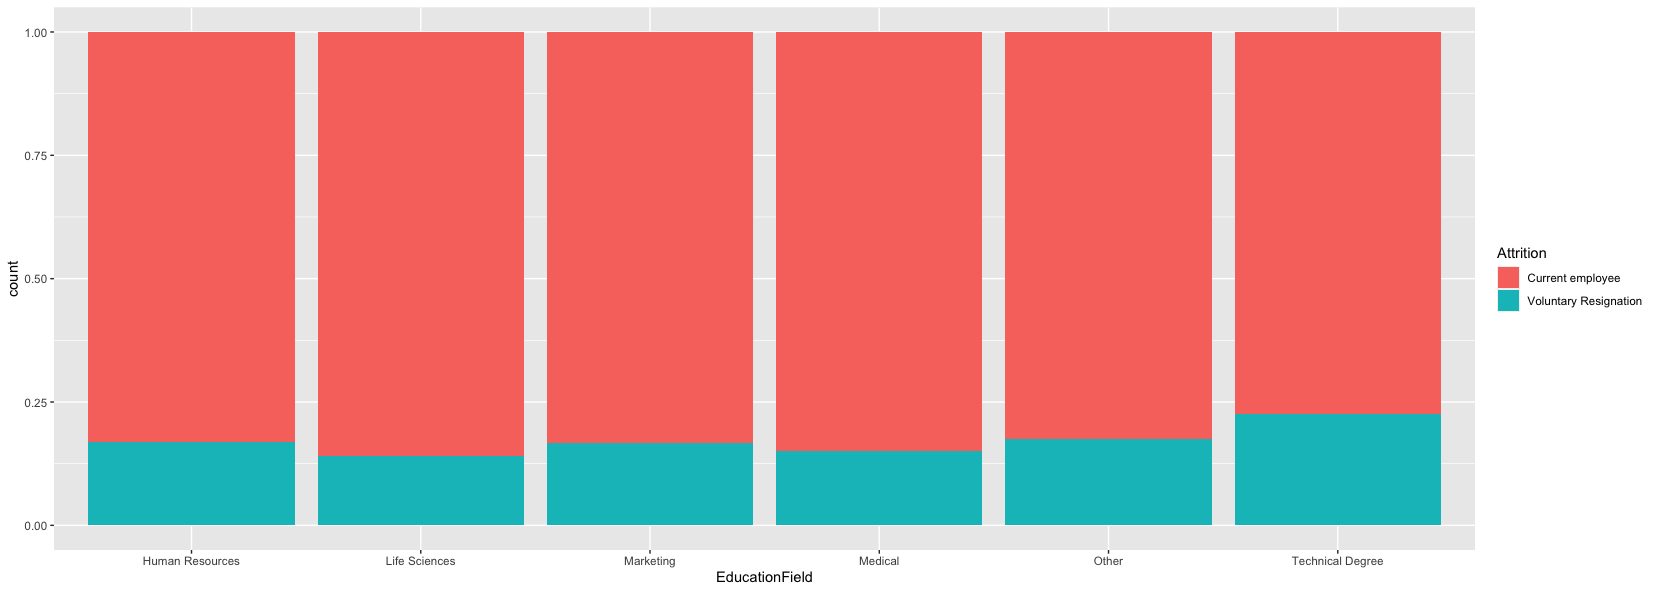 1.00
0.75
0.50
0.25
0.00
count
Human Resources
Life Sciences
Marketing
Medical
Other
Technical Degree
EducationField
Attrition
Current employee
Voluntary Resignation